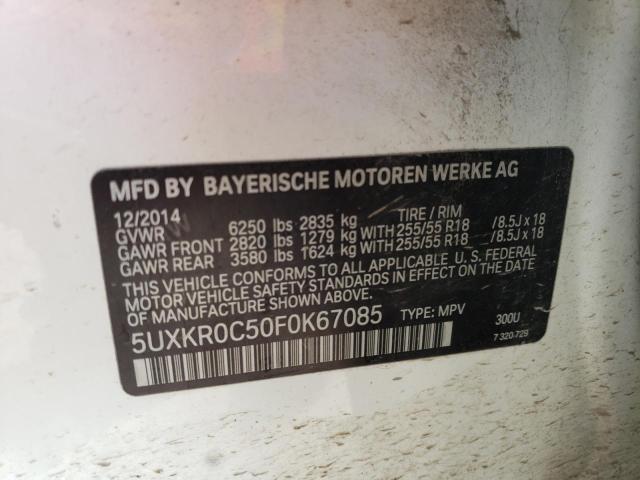 MFD BY BAYERISCHE MOTOREN WERKE AG
12/2014 TIRE / RIM
GVWR 6250 lbs 2835 kg
GAWR FRONT 2820 lbs 1279 kg WITH 255/55 R18 / 8.5J x 18
GAWR REAR 3580 lbs 1624 kg WITH 255/55 R18 / 8.5J x 18
THIS VEHICLE CONFORMS TO ALL APPLICABLE U.S. FEDERAL
MOTOR VEHICLE SAFETY STANDARDS IN EFFECT ON THE
DATE OF MANUFACTURE SHOWN ABOVE.
5UXKR0C50F0K67085 TYPE: MPV 300U
7 320 729